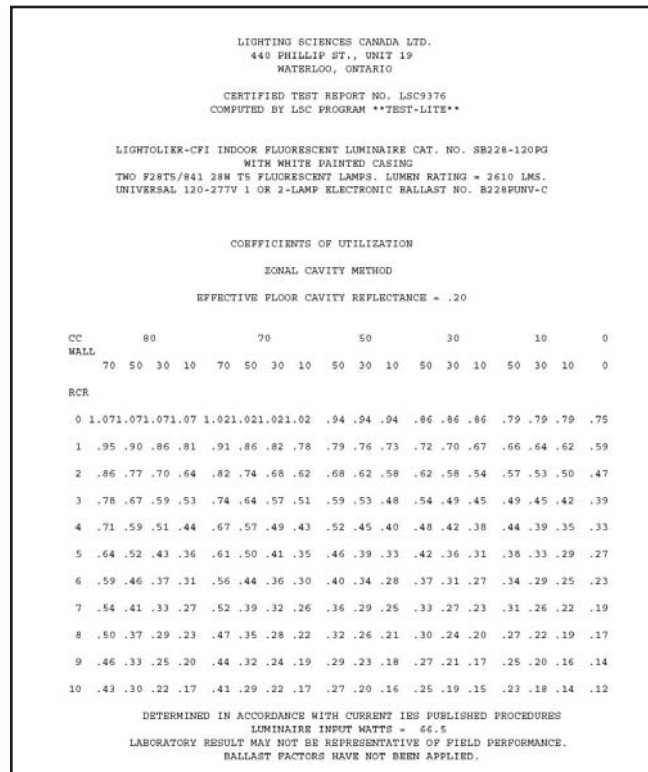 LIGHTING SCIENCES CANADA LTD.
440 PHILLIP ST., UNIT 19
WATERLOO, ONTARIO
CERTIFIED TEST REPORT NO. LSC9376
COMPUTED BY LSC PROGRAM **TEST-LITE**
LIGHTOLIER-CFI INDOOR FLUORESCENT LUMINAIRE CAT. NO. SB228-120PG
WITH WHITE PAINTED CASING
TWO F28T5/841 28W T5 FLUORESCENT LAMPS. LUMEN RATING = 2610 LMS.
UNIVERSAL 120-277V 1 OR 2-LAMP ELECTRONIC BALLAST NO. B228PUNV-C
COEFFICIENTS OF UTILIZATION
ZONAL CAVITY METHOD
EFFECTIVE FLOOR CAVITY REFLECTANCE = .20
CC 80 70 50 30 10 0
WALL
70 50 30 10 70 50 30 10 50 30 10 50 30 10 50 30 10 0
RCR
0 1.071.071.071.07 1.021.021.021.02 .94 .94 .94 .86 .86 .86 .79 .79 .79 .75
1 .95 .90 .86 .81 .91 .86 .82 .78 .79 .76 .73 .72 .70 .67 .66 .64 .62 .59
2 .86 .77 .70 .64 .82 .74 .68 .62 .68 .62 .58 .62 .58 .54 .57 .53 .50 .47
3 .78 .67 .59 .53 .74 .64 .57 .51 .59 .53 .48 .54 .49 .45 .49 .45 .42 .39
4 .71 .59 .51 .44 .67 .57 .49 .43 .52 .45 .40 .48 .42 .38 .44 .39 .35 .33
5 .64 .52 .43 .36 .61 .50 .41 .35 .46 .39 .33 .42 .36 .31 .38 .33 .29 .27
6 .59 .46 .37 .31 .56 .44 .36 .30 .40 .34 .28 .37 .31 .27 .34 .29 .25 .23
7 .54 .41 .33 .27 .52 .39 .32 .26 .36 .29 .25 .33 .27 .23 .31 .26 .22 .19
8 .50 .37 .29 .23 .47 .35 .28 .22 .32 .26 .21 .30 .24 .20 .27 .22 .19 .17
9 .46 .33 .25 .20 .44 .32 .24 .19 .29 .23 .18 .27 .21 .17 .25 .20 .16 .14
10 .43 .30 .22 .17 .41 .29 .22 .17 .27 .20 .16 .25 .19 .15 .23 .18 .14 .12
DETERMINED IN ACCORDANCE WITH CURRENT IES PUBLISHED PROCEDURES
LUMINAIRE INPUT WATTS = 66.5
LABORATORY RESULT MAY NOT BE REPRESENTATIVE OF FIELD PERFORMANCE.
BALLAST FACTORS HAVE NOT BEEN APPLIED.